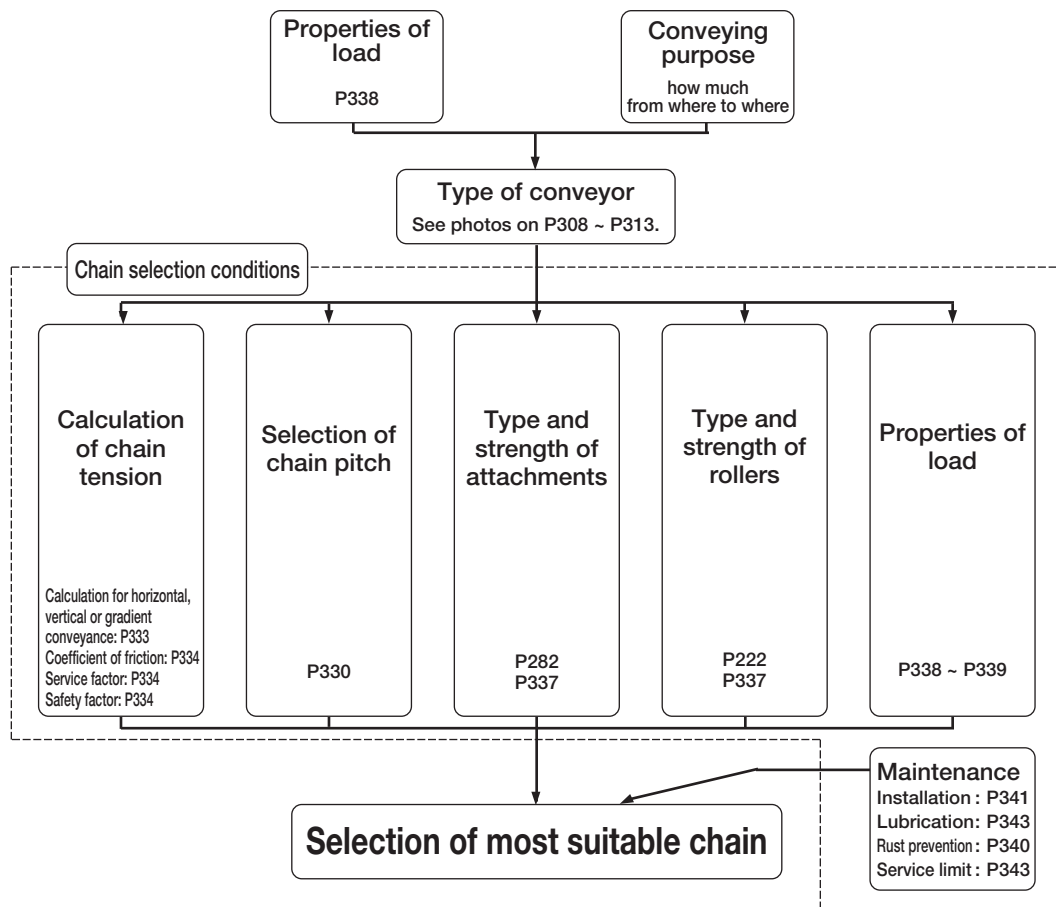 Properties of
load
P338
Conveying
purpose
how much
from where to where
Type of conveyor
See photos on P308 ~ P313.
Chain selection conditions
Calculation
of chain
tension
Calculation for horizontal,
vertical or gradient
conveyance: P333
Coefficient of friction: P334
Service factor: P334
Safety factor: P334
Selection of
chain pitch
P330
Type and
strength of
attachments
P282
P337
Type and
strength of
rollers
P222
P337
Properties of
load
P338 ~ P339
Maintenance
Installation : P341
Lubrication : P343
Rust prevention : P340
Service limit : P343
Selection of most suitable chain